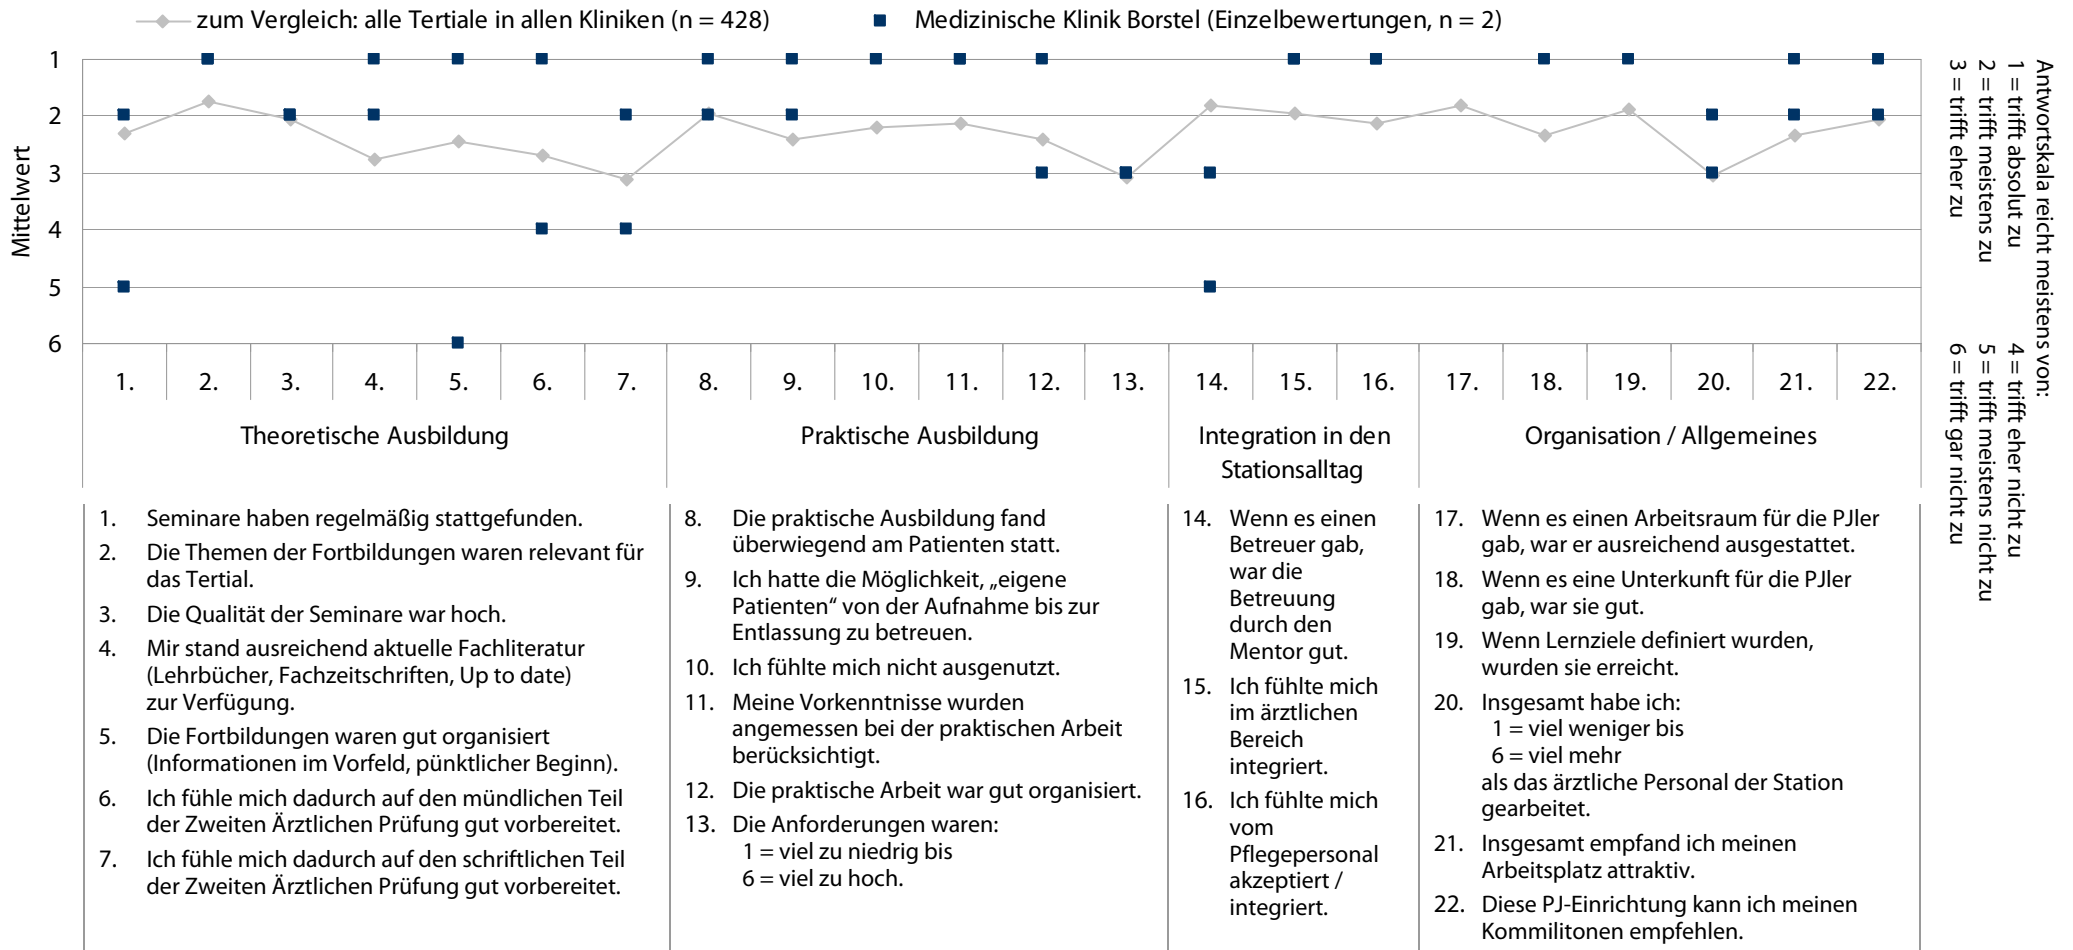 zum Vergleich: alle Tertiale in allen Kliniken (n = 428)
Medizinische Klinik Borstel (Einzelbewertungen, n = 2)
Mittelwert
1
2
3
4
5
6
1. 2. 3. 4. 5. 6. 7. 8. 9. 10. 11. 12. 13. 14. 15. 16. 17. 18. 19. 20. 21. 22.
Theoretische Ausbildung
Praktische Ausbildung
Integration in den
Stationsalltag
Organisation / Allgemeines
Antwortskala reicht meistens von:
1 = trifft absolut zu
2 = trifft meistens zu
3 = trifft eher zu
4 = trifft eher nicht zu
5 = trifft meistens nicht zu
6 = trifft gar nicht zu
1. Seminare haben regelmäßig stattgefunden.
2. Die Themen der Fortbildungen waren relevant für
das Tertial.
3. Die Qualität der Seminare war hoch.
4. Mir stand ausreichend aktuelle Fachliteratur
(Lehrbücher, Fachzeitschriften, Up to date)
zur Verfügung.
5. Die Fortbildungen waren gut organisiert
(Informationen im Vorfeld, pünktlicher Beginn).
6. Ich fühle mich dadurch auf den mündlichen Teil
der Zweiten Ärztlichen Prüfung gut vorbereitet.
7. Ich fühle mich dadurch auf den schriftlichen Teil
der Zweiten Ärztlichen Prüfung gut vorbereitet.
8. Die praktische Ausbildung fand
überwiegend am Patienten statt.
9. Ich hatte die Möglichkeit, „eigene
Patienten“ von der Aufnahme bis zur
Entlassung zu betreuen.
10. Ich fühlte mich nicht ausgenutzt.
11. Meine Vorkenntnisse wurden
angemessen bei der praktischen Arbeit
berücksichtigt.
12. Die praktische Arbeit war gut organisiert.
13. Die Anforderungen waren:
1 = viel zu niedrig bis
6 = viel zu hoch.
14. Wenn es einen
Betreuer gab,
war die
Betreuung
durch den
Mentor gut.
15. Ich fühlte mich
im ärztlichen
Bereich
integriert.
16. Ich fühlte mich
vom
Pflegepersonal
akzeptiert /
integriert.
17. Wenn es einen Arbeitsraum für die PJler
gab, war er ausreichend ausgestattet.
18. Wenn es eine Unterkunft für die PJler
gab, war sie gut.
19. Wenn Lernziele definiert wurden,
wurden sie erreicht.
20. Insgesamt habe ich:
1 = viel weniger bis
6 = viel mehr
als das ärztliche Personal der Station
gearbeitet.
21. Insgesamt empfand ich meinen
Arbeitsplatz attraktiv.
22. Diese PJ-Einrichtung kann ich meinen
Kommilitonen empfehlen.